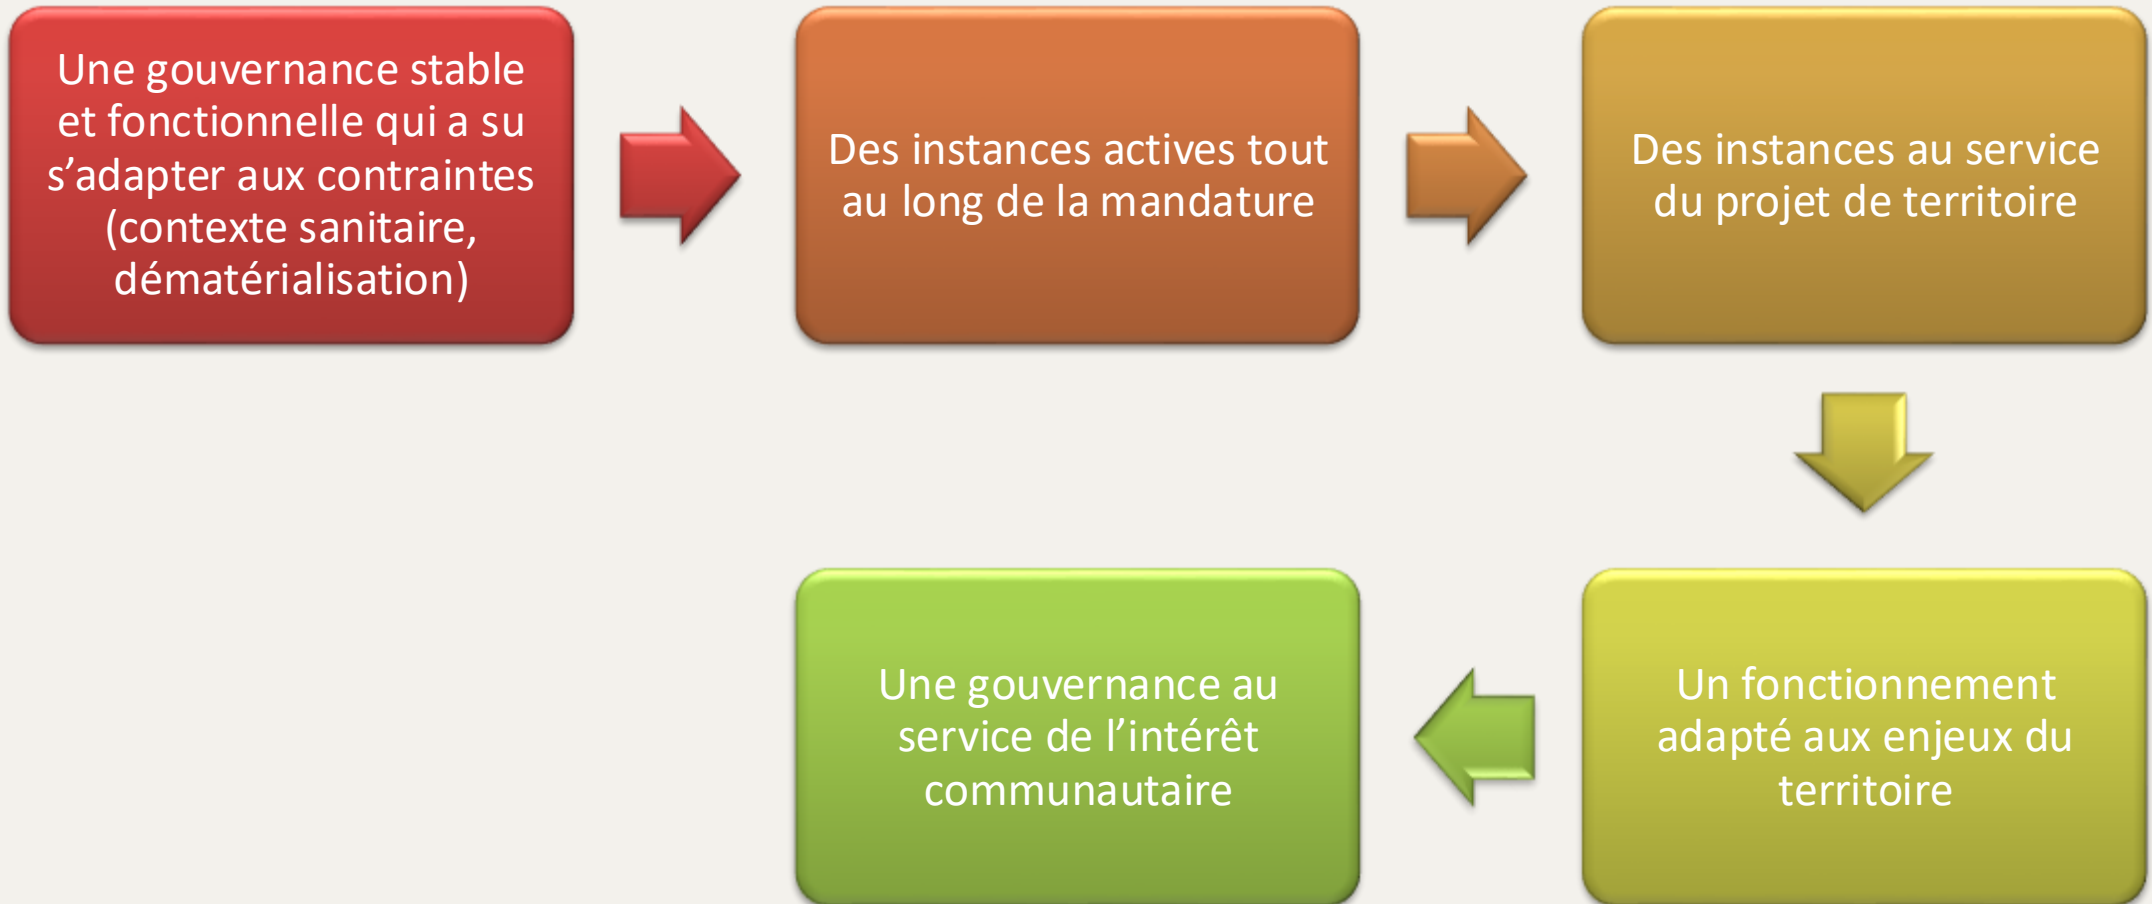 Une gouvernance stable
et fonctionnelle qui a su
s’adapter aux contraintes
(contexte sanitaire,
dématérialisation)
Des instances actives tout
au long de la mandature
Des instances au service
du projet de territoire
Un fonctionnement
adapté aux enjeux du
territoire
Une gouvernance au
service de l’intérêt
communautaire